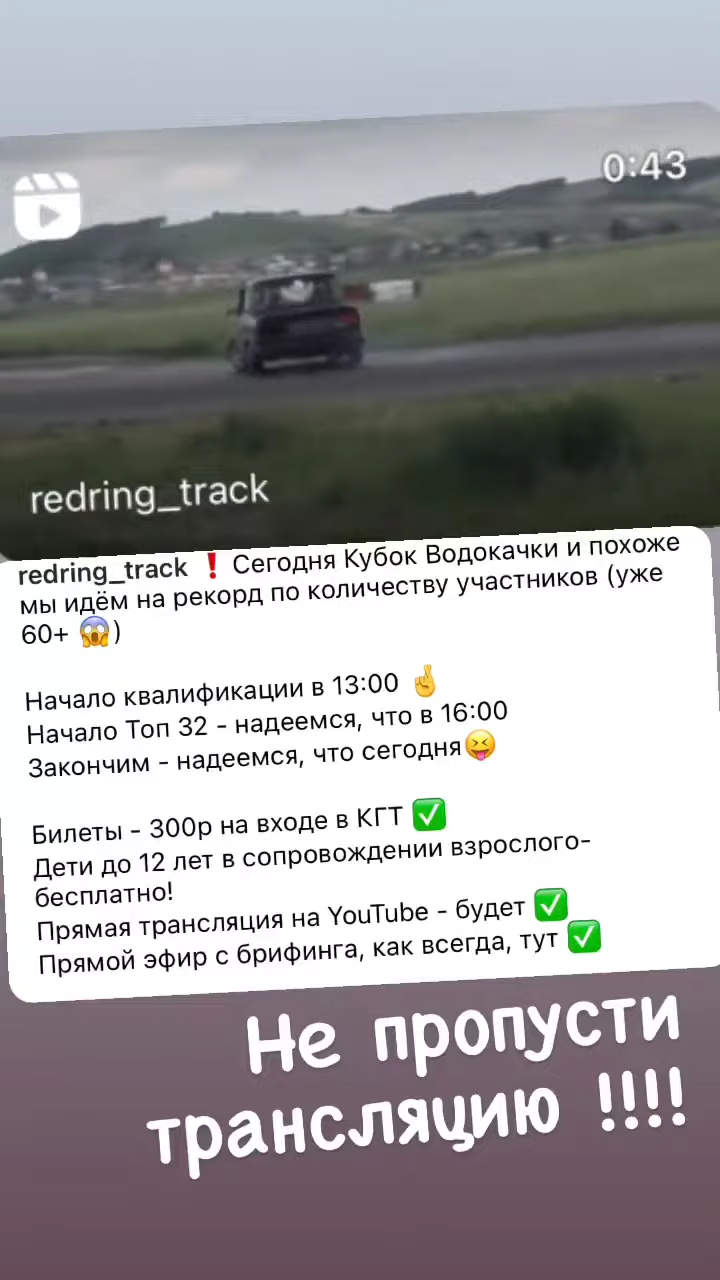 0:43
redring_track
redring_track ❗ Сегодня Кубок Водокачки и похоже
мы идём на рекорд по количеству участников (уже
60+ 😱)
Начало квалификации в 13:00 🤞
Начало Топ 32 - надеемся, что в 16:00
Закончим - надеемся, что сегодня😝
Билеты - 300р на входе в КГТ ✅
Дети до 12 лет в сопровождении взрослого-
бесплатно!
Прямая трансляция на YouTube - будет ✅
Прямой эфир с брифинга, как всегда, тут ✅
Не пропусти
трансляцию !!!!